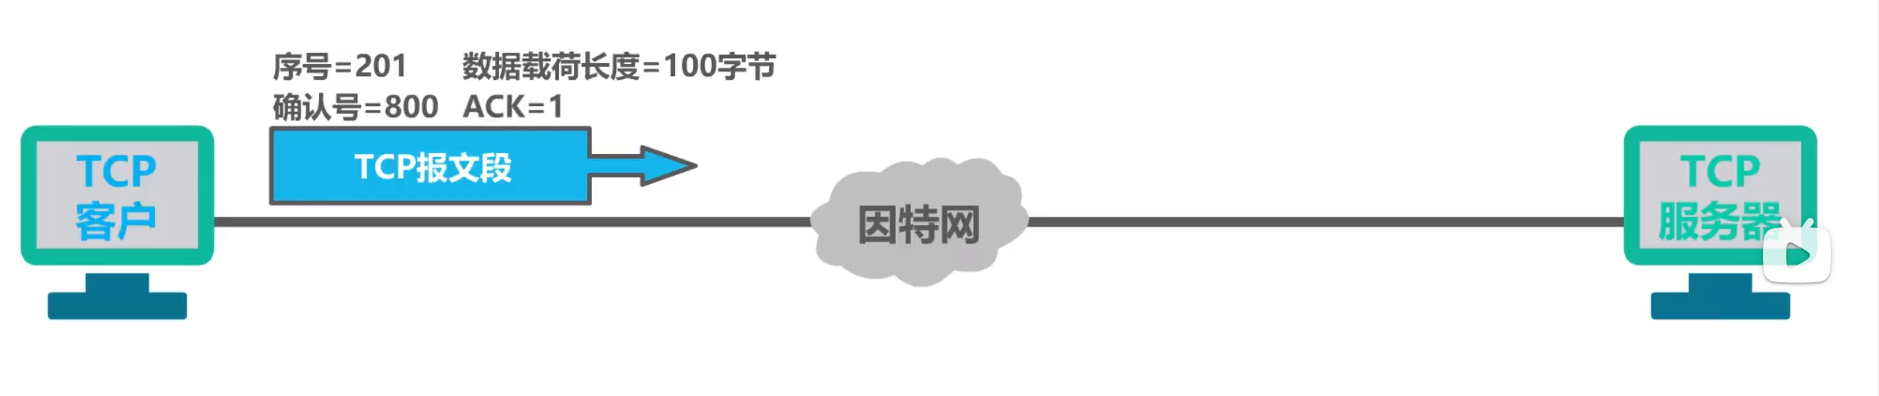 序号=201 数据载荷长度=100字节
确认号=800 ACK=1
TCP报文段
TCP
客户
因特网
TCP
服务器